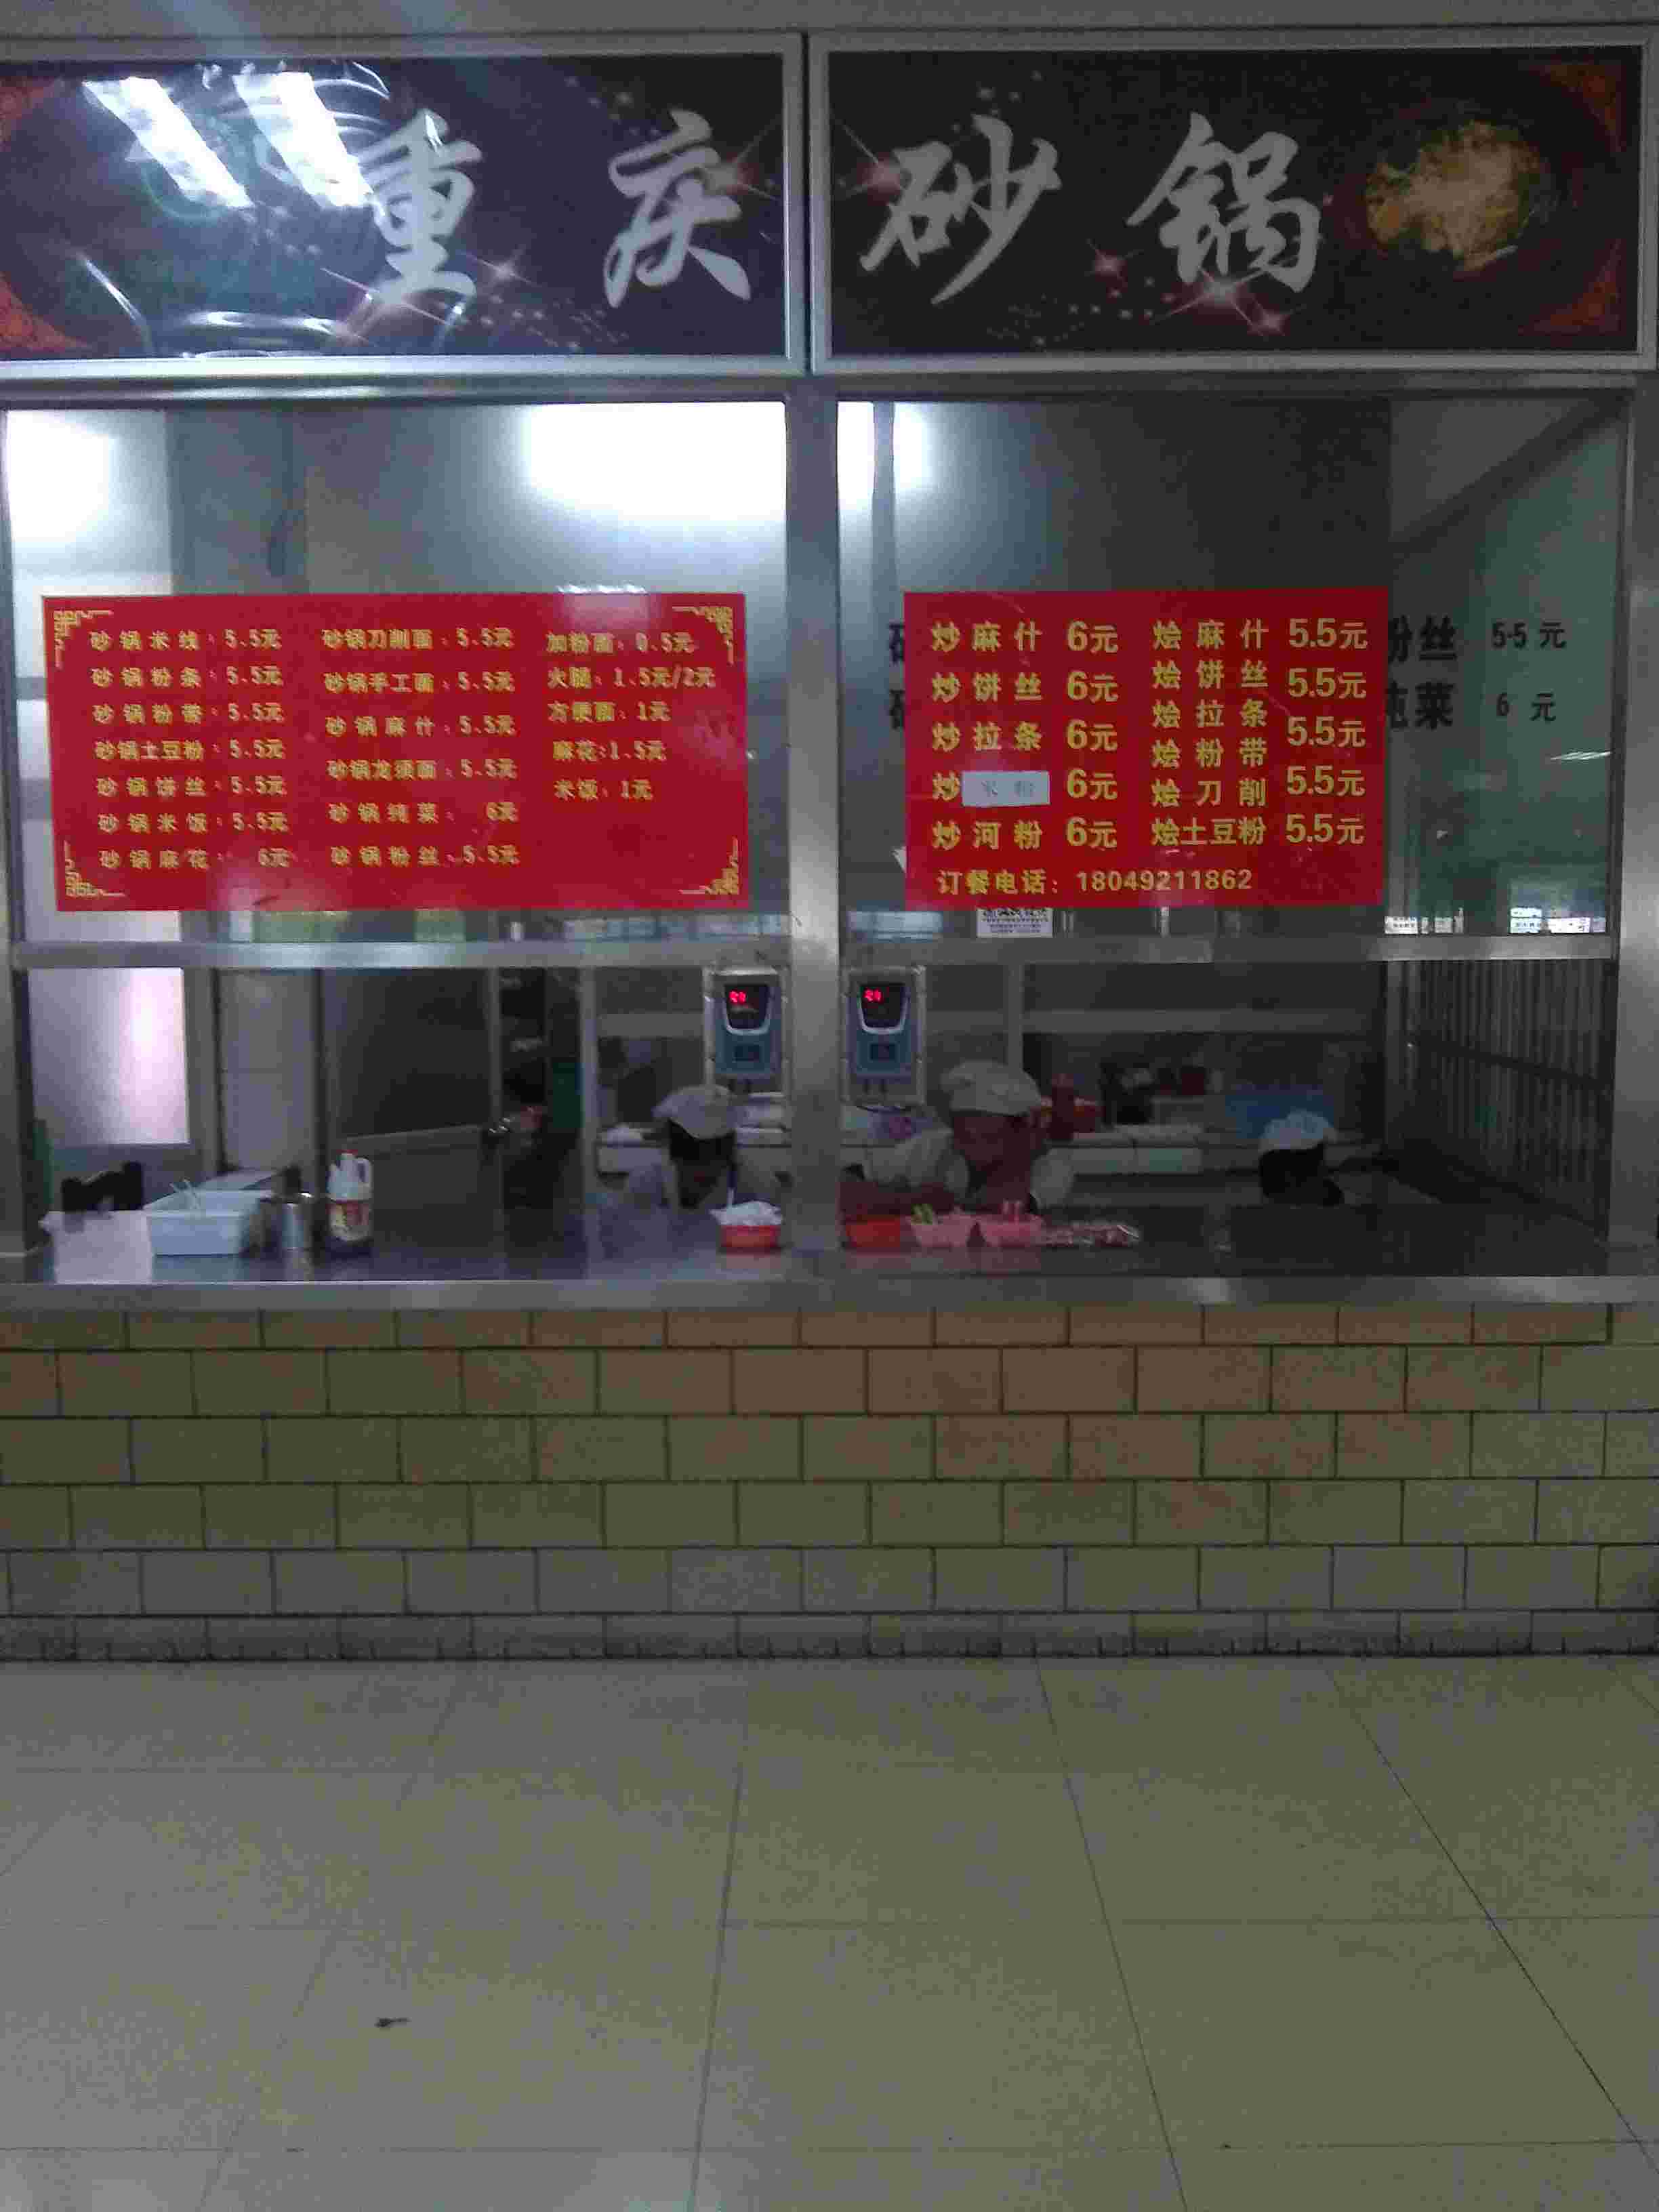 重庆砂锅
砂锅米线：5.5元
砂锅粉条：5.5元
砂锅粉带：5.5元
砂锅土豆粉：5.5元
砂锅饼丝：5.5元
砂锅米饭：5.5元
砂锅麻花： 6元
砂锅刀削面：5.5元
砂锅手工面：5.5元
砂锅麻什：5.5元
砂锅龙须面：5.5元
砂锅炖菜： 6元
砂锅粉丝：5.5元
加粉面：0.5元
火腿：1.5元/2元
方便面：1元
麻花：1.5元
米饭：1元
炒麻什 6元
炒饼丝 6元
炒拉条 6元
炒米粉 6元
炒河粉 6元
烩麻什 5.5元
烩饼丝 5.5元
烩拉条 5.5元
烩粉带
烩刀削 5.5元
烩土豆粉 5.5元
订餐电话：18049211862
粉丝 5.5元
炖菜 6元